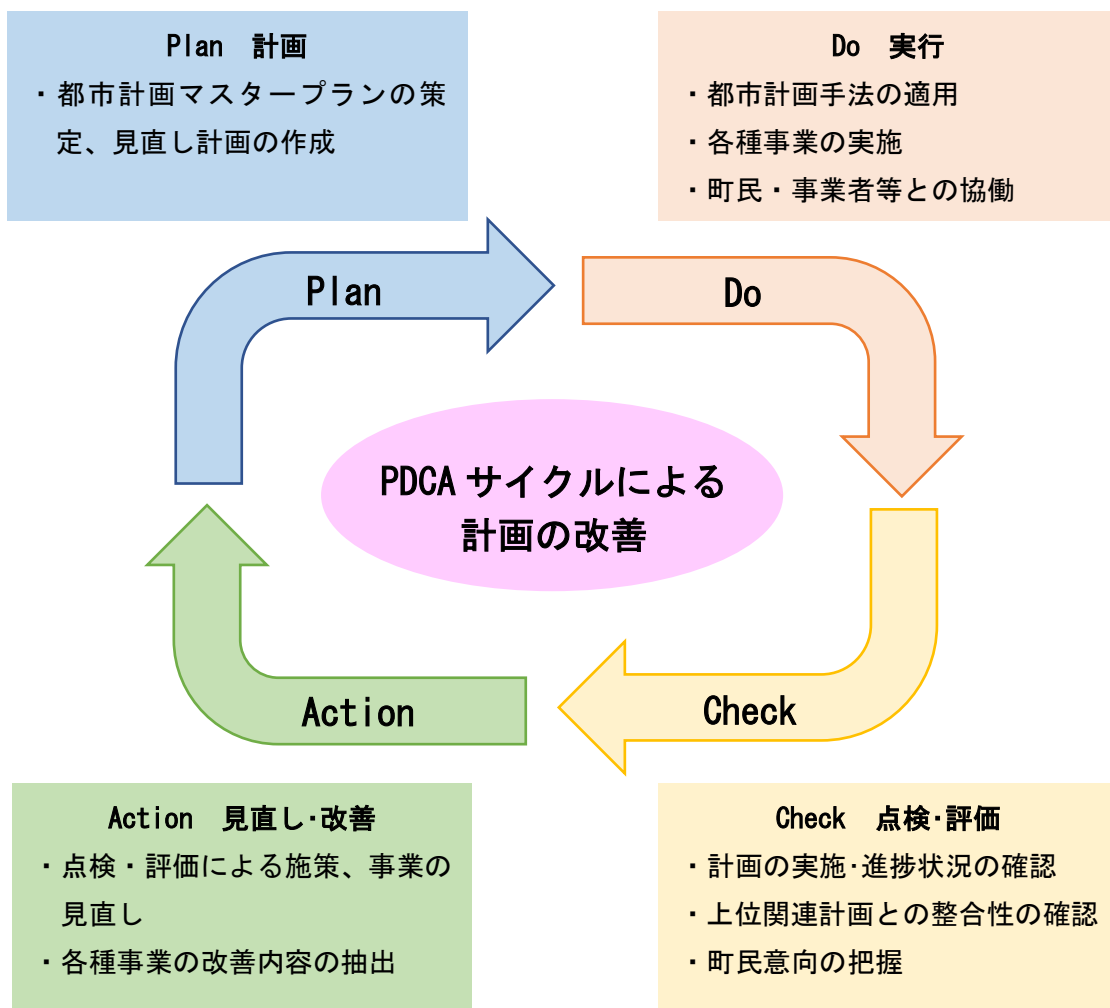 Plan 計画
・都市計画マスタープランの策
定、見直し計画の作成
Do 実行
・都市計画手法の適用
・各種事業の実施
・町民・事業者等との協働
Plan
Do
PDCA サイクルによる
計画の改善
Action
Check
Action 見直し･改善
・点検・評価による施策、事業の
見直し
・各種事業の改善内容の抽出
Check 点検･評価
・計画の実施･進捗状況の確認
・上位関連計画との整合性の確認
・町民意向の把握